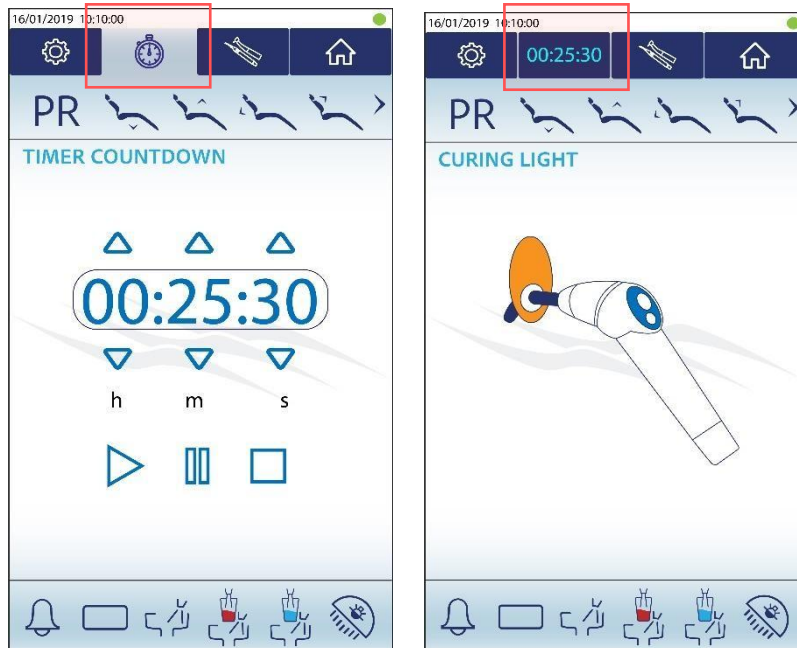 16/01/2019 10:10:00
PR
TIMER COUNTDOWN
00:25:30
h m s
16/01/2019 10:10:00
00:25:30
PR
CURING LIGHT